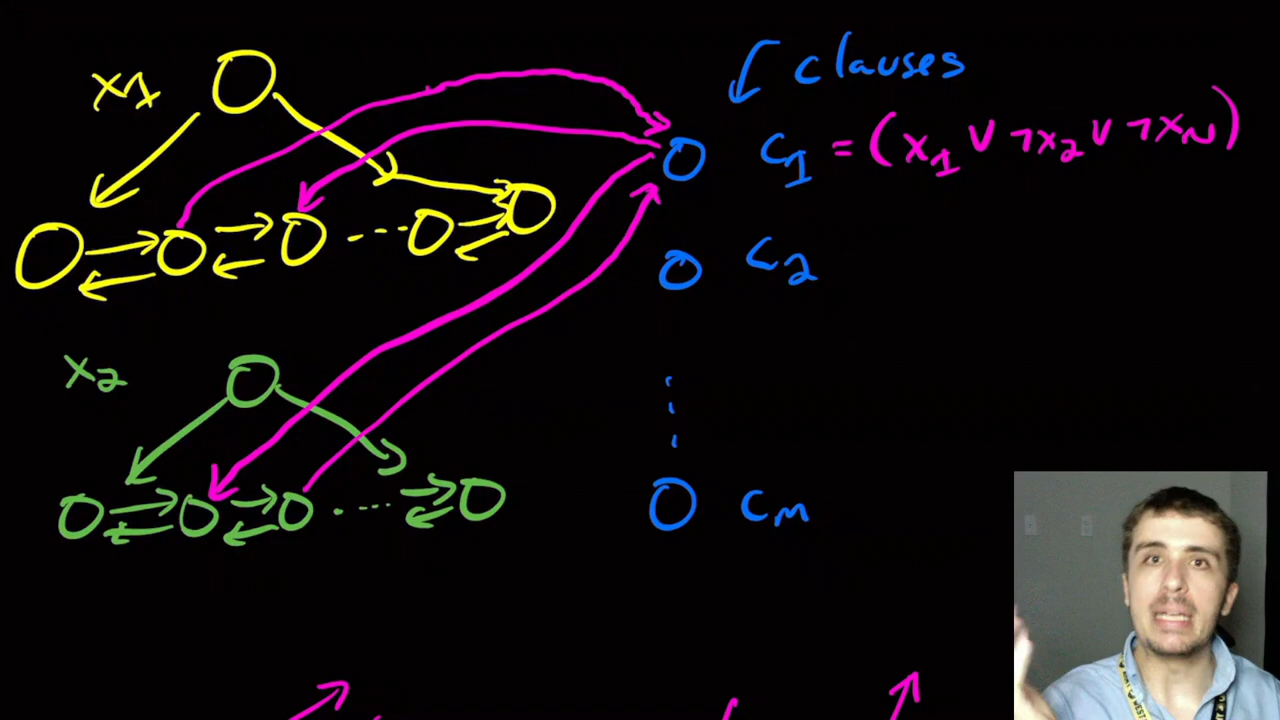 x1
clauses
C1 = (x1 ∨ ¬x2 ∨ ¬xN)
C2
x2
Cm